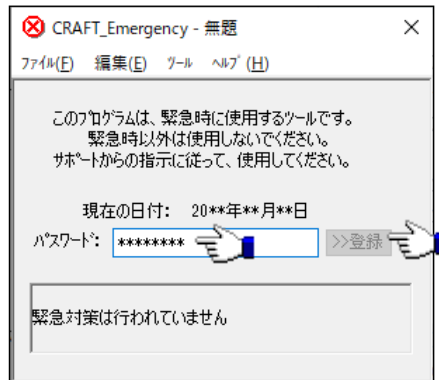 CRAFT_Emergency - 無題
ファイル(F) 編集(E) ツール ヘルプ(H)
このプログラムは、緊急時に使用するツールです。
緊急時以外は使用しないでください。
サポートからの指示に従って、使用してください。
現在の日付: 20**年**月**日
パスワード: ******** >>登録
緊急対策は行われていません